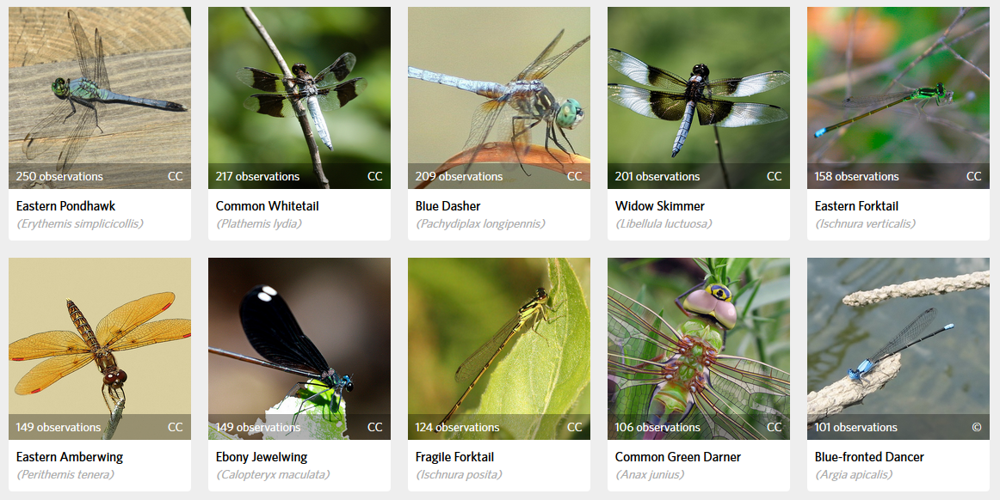 250 observations CC
217 observations CC
209 observations CC
201 observations CC
158 observations CC
Eastern Pondhawk
(Erythemis simplicicollis)
Common Whitetail
(Plathemis lydia)
Blue Dasher
(Pachydiplax longipennis)
Widow Skimmer
(Libellula luctuosa)
Eastern Forktail
(Ischnura verticalis)
149 observations CC
149 observations CC
124 observations CC
106 observations CC
101 observations ©
Eastern Amberwing
(Perithemis tenera)
Ebony Jewelwing
(Calopteryx maculata)
Fragile Forktail
(Ischnura posita)
Common Green Darner
(Anax junius)
Blue-fronted Dancer
(Argia apicalis)